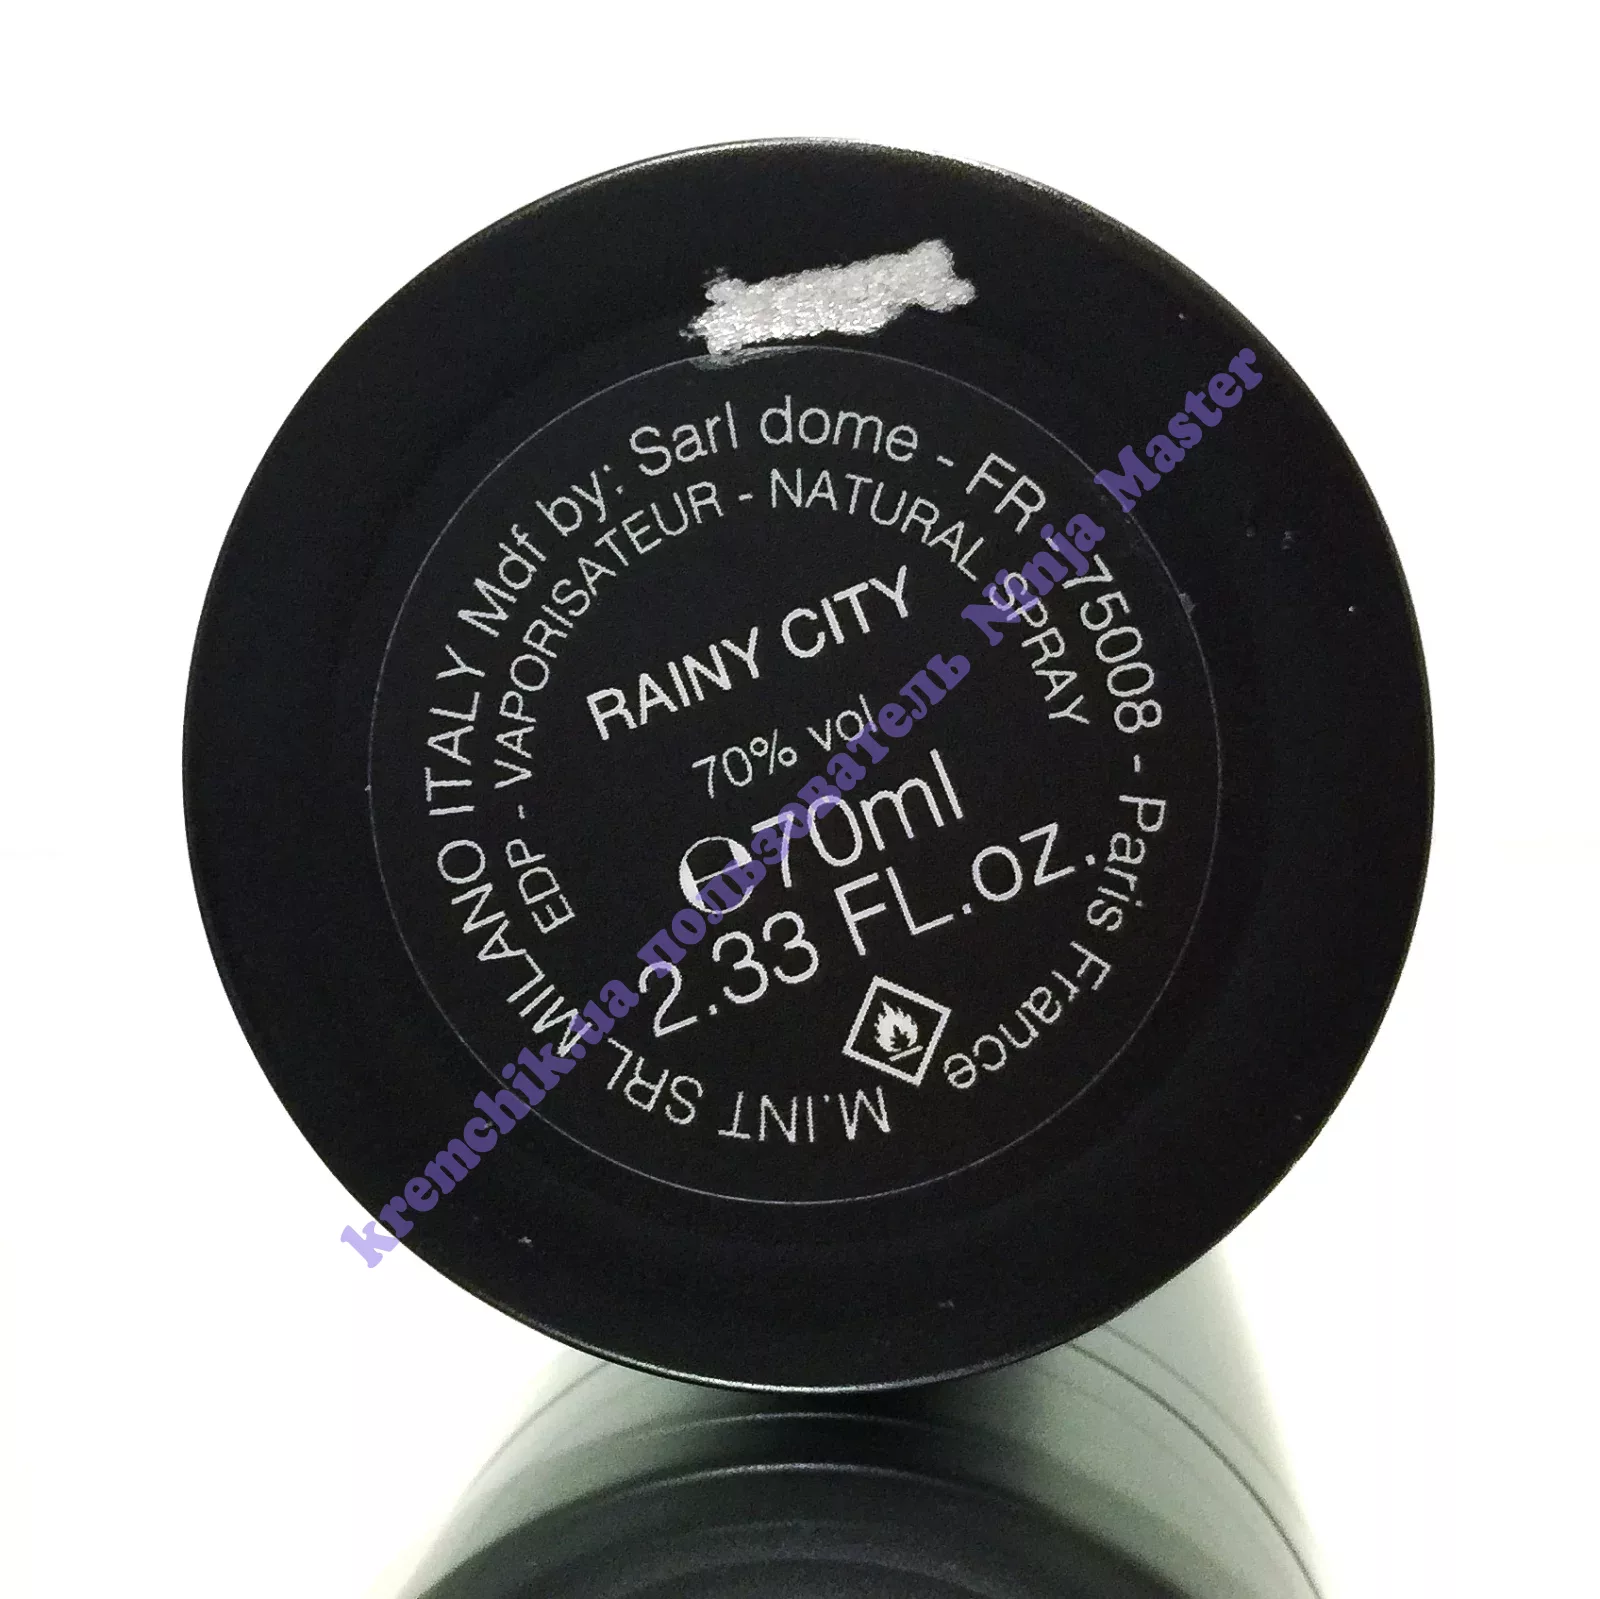 M.INT SRL MILANO ITALY Mdf by: Sarl dome - FR - 75008 - Paris France
EDP - VAPORISATEUR - NATURAL SPRAY
RAINY CITY
70% vol.
℮70ml
2.33 FL.oz.
kremchik.ua пользователь Ninja Master